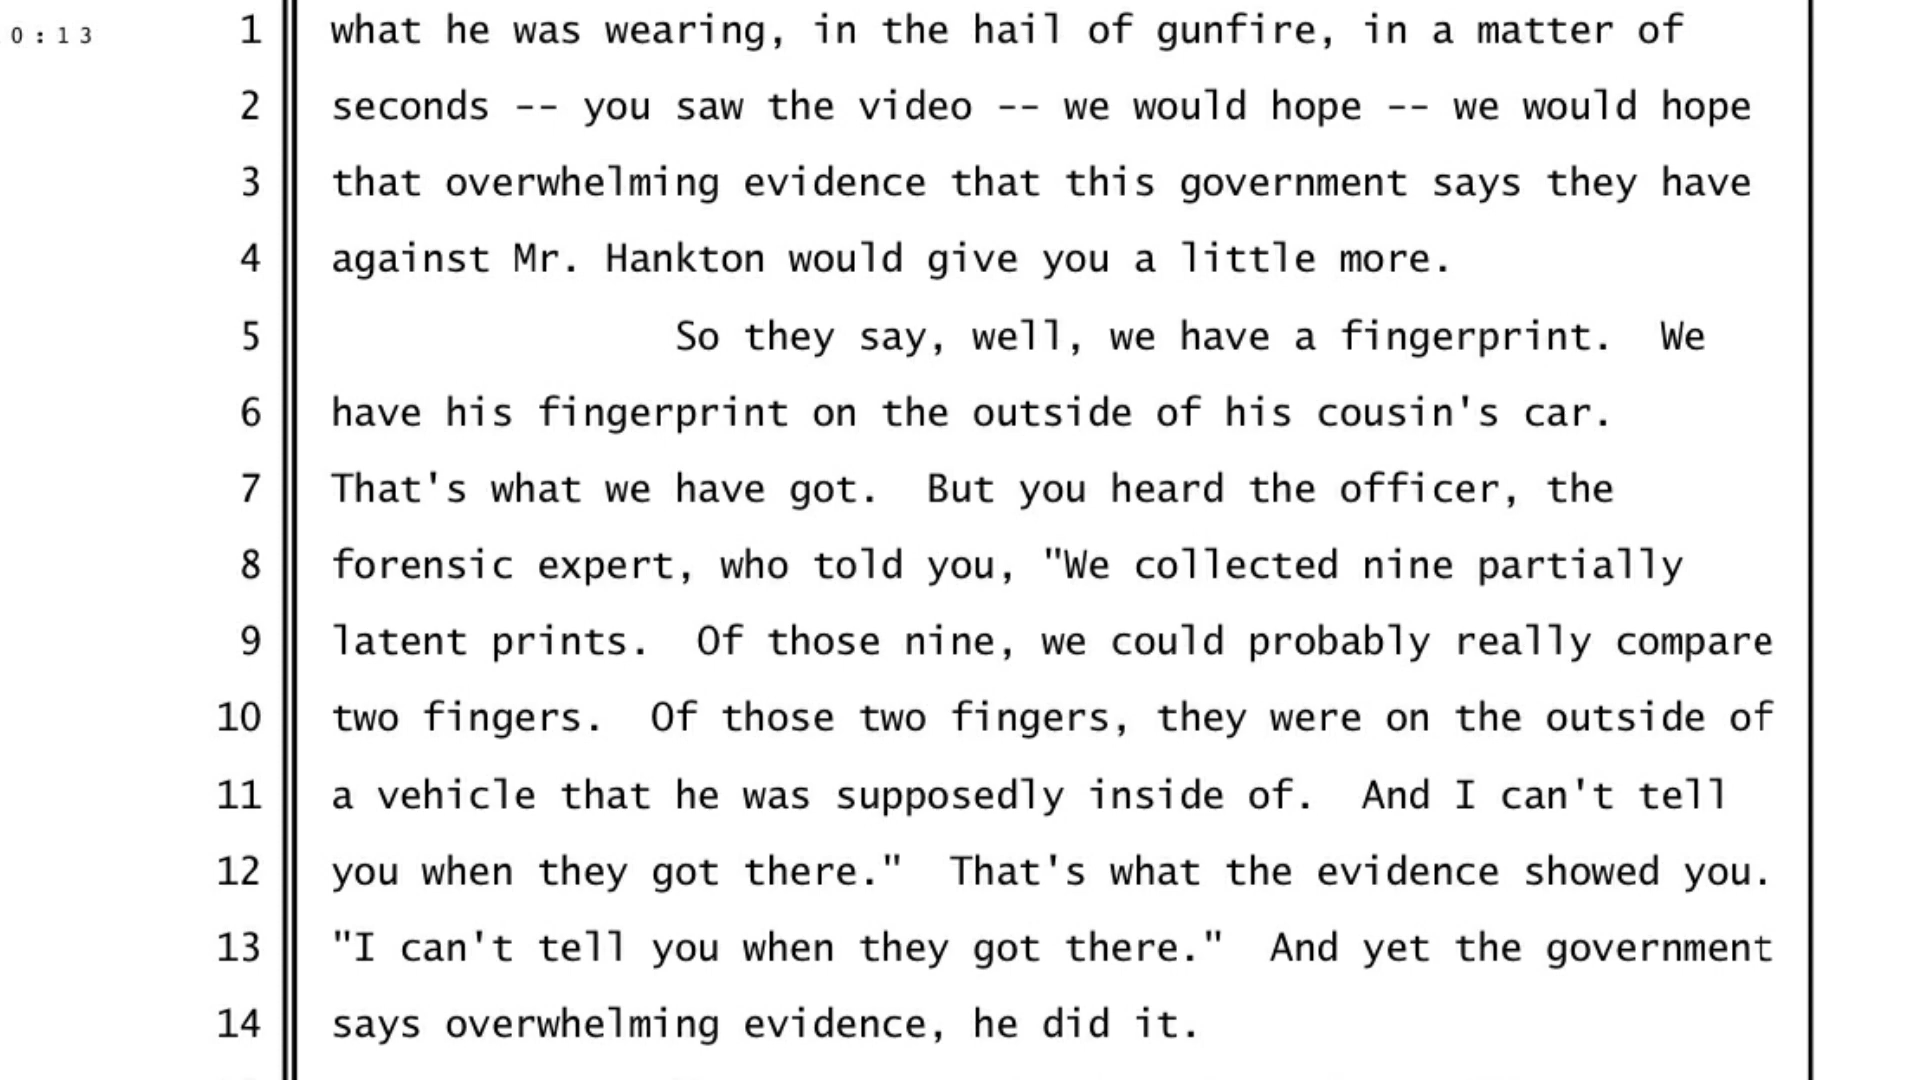 0:13
1 what he was wearing, in the hail of gunfire, in a matter of
2 seconds -- you saw the video -- we would hope -- we would hope
3 that overwhelming evidence that this government says they have
4 against Mr. Hankton would give you a little more.
5 So they say, well, we have a fingerprint.  We
6 have his fingerprint on the outside of his cousin's car.
7 That's what we have got.  But you heard the officer, the
8 forensic expert, who told you, "We collected nine partially
9 latent prints.  Of those nine, we could probably really compare
10 two fingers.  Of those two fingers, they were on the outside of
11 a vehicle that he was supposedly inside of.  And I can't tell
12 you when they got there."  That's what the evidence showed you.
13 "I can't tell you when they got there."  And yet the government
14 says overwhelming evidence, he did it.